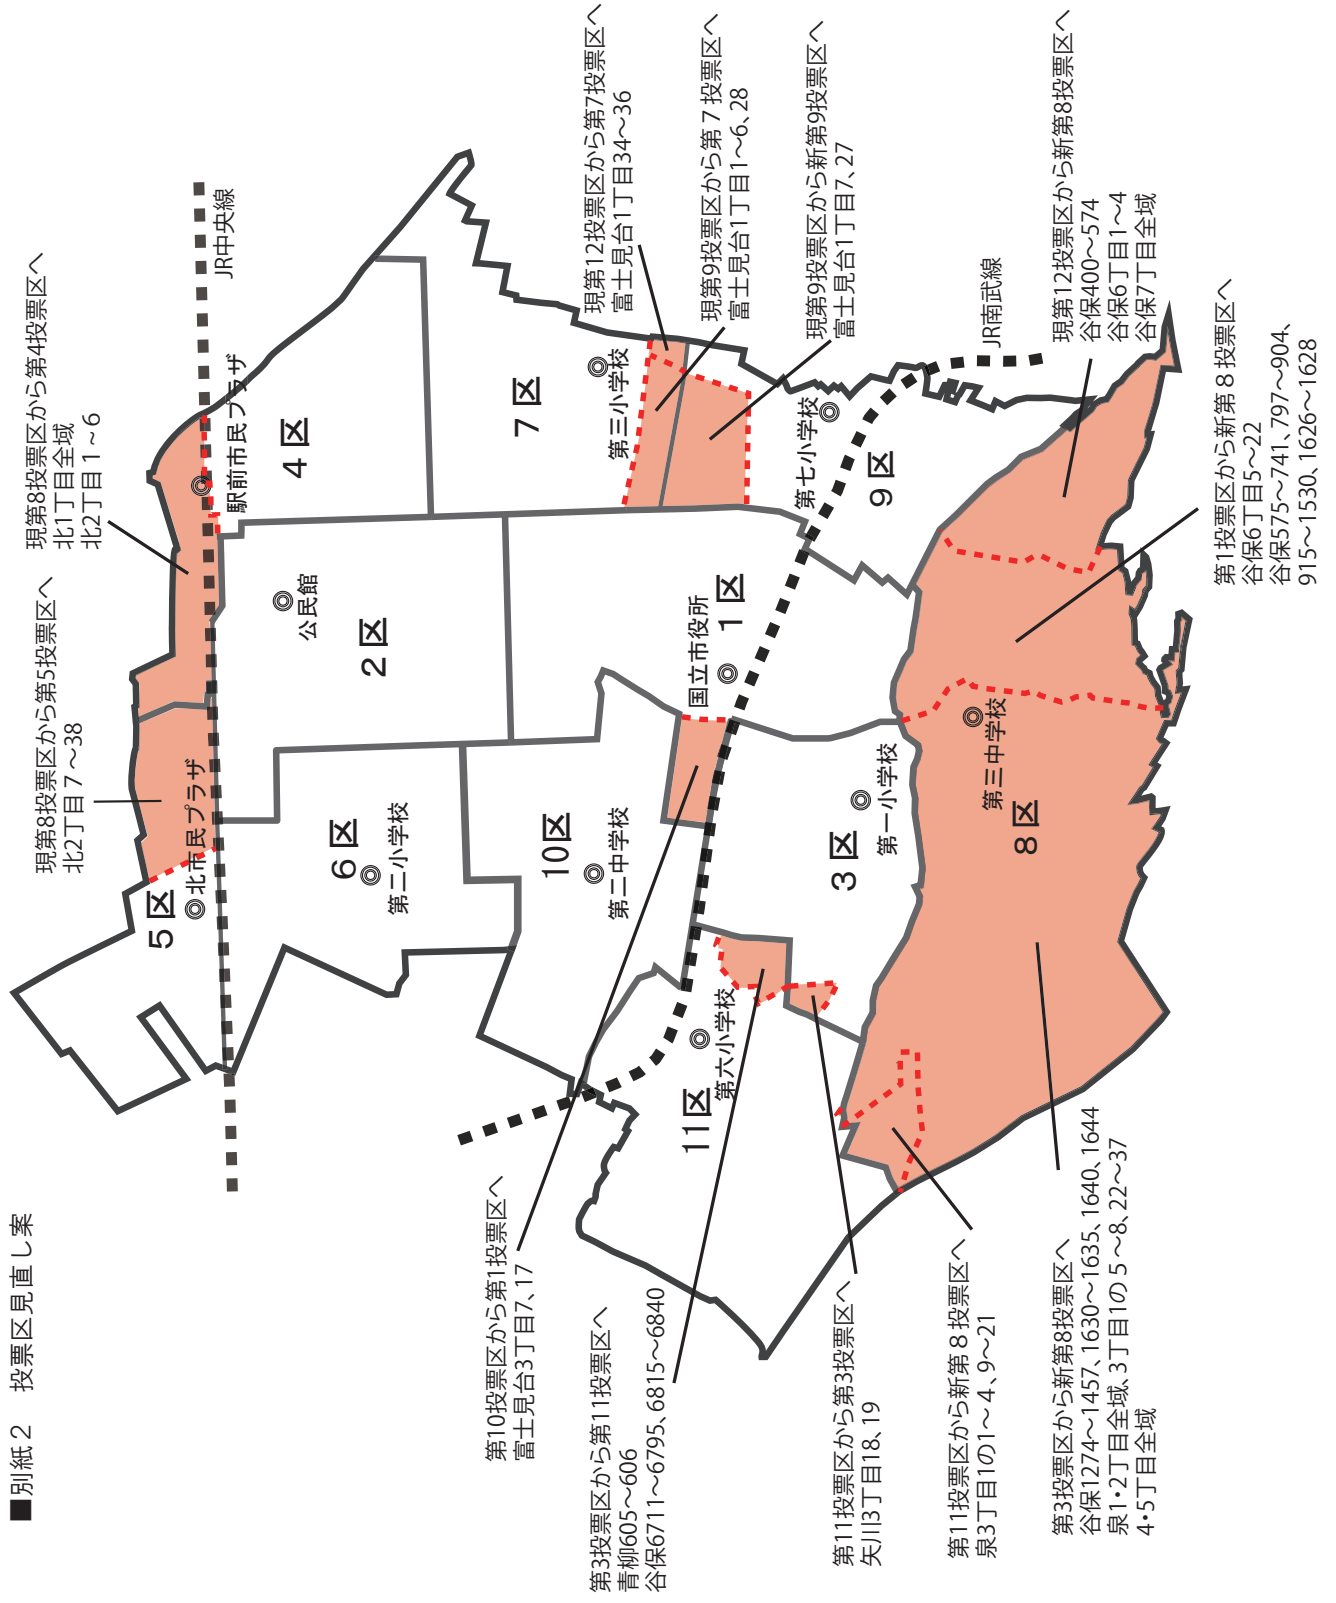 ■別紙２　投票区見直し案
現第8投票区から第5投票区へ
北2丁目７～38
現第8投票区から第4投票区へ
北1丁目全域
北2丁目１～６
JR中央線
駅前市民プラザ
北市民プラザ
５区
４区
公民館
２区
６区
第二小学校
７区
第三小学校
現第12投票区から第7投票区へ
富士見台1丁目34～36
現第9投票区から第７投票区へ
富士見台1丁目1～6、28
現第9投票区から新第9投票区へ
富士見台1丁目7、27
10区
第二中学校
国立市役所
１区
第七小学校
９区
JR南武線
11区
第六小学校
３区
第一小学校
第三中学校
８区
現第12投票区から新第8投票区へ
谷保400～574
谷保6丁目1～4
谷保7丁目全域
第1投票区から新第８投票区へ
谷保6丁目5～22
谷保575～741、797～904、
915～1530、1626～1628
第10投票区から第1投票区へ
富士見台3丁目7、17
第3投票区から第11投票区へ
青柳605～606
谷保6711～6795、6815～6840
第11投票区から第3投票区へ
矢川3丁目18、19
第11投票区から新第８投票区へ
泉3丁目1の1～４、9～21
第3投票区から新第8投票区へ
谷保1274～1457、1630～1635、1640、1644
泉1・2丁目全域、3丁目1の５～8、22～37
4・5丁目全域